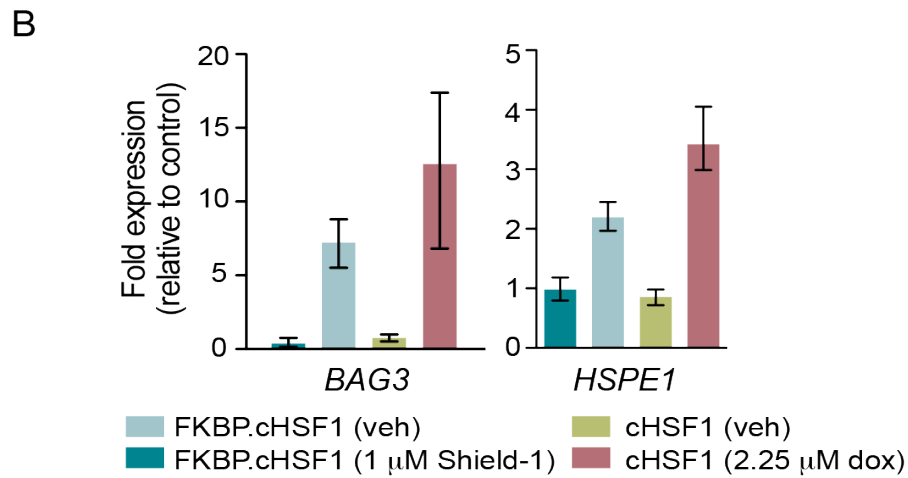 B
Fold expression
(relative to control)
20
15
10
5
0
BAG3
5
4
3
2
1
0
HSPE1
FKBP.cHSF1 (veh)
FKBP.cHSF1 (1 μM Shield-1)
cHSF1 (veh)
cHSF1 (2.25 μM dox)